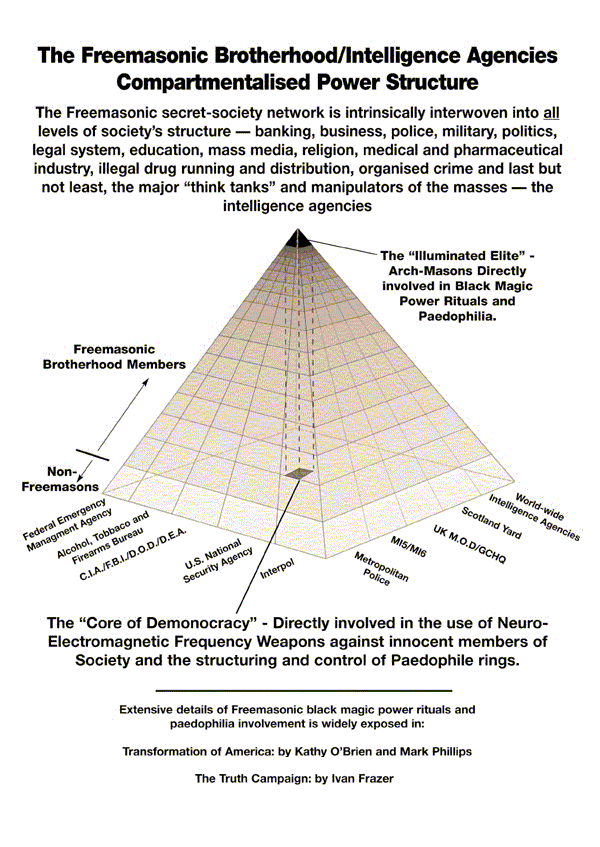 The Freemasonic Brotherhood/Intelligence Agencies
Compartmentalised Power Structure
The Freemasonic secret-society network is intrinsically interwoven into all
levels of society's structure — banking, business, police, military, politics,
legal system, education, mass media, religion, medical and pharmaceutical
industry, illegal drug running and distribution, organised crime and last but
not least, the major "think tanks" and manipulators of the masses — the
intelligence agencies
The "Illuminated Elite" -
Arch-Masons Directly
involved in Black Magic
Power Rituals and
Paedophilia.
Freemasonic
Brotherhood Members
Non-
Freemasons
Federal Emergency
Managment Agency
Alcohol, Tobbaco and
Firearms Bureau
C.I.A./F.B.I./D.O.D./D.E.A.
U.S. National
Security Agency
Interpol
Metropolitan
Police
MI5/MI6
UK M.O.D/GCHQ
Scotland Yard
World-wide
Intelligence Agencies
The "Core of Demonocracy" - Directly involved in the use of Neuro-
Electromagnetic Frequency Weapons against innocent members of
Society and the structuring and control of Paedophile rings.
Extensive details of Freemasonic black magic power rituals and
paedophilia involvement is widely exposed in:
Transformation of America: by Kathy O'Brien and Mark Phillips
The Truth Campaign: by Ivan Frazer